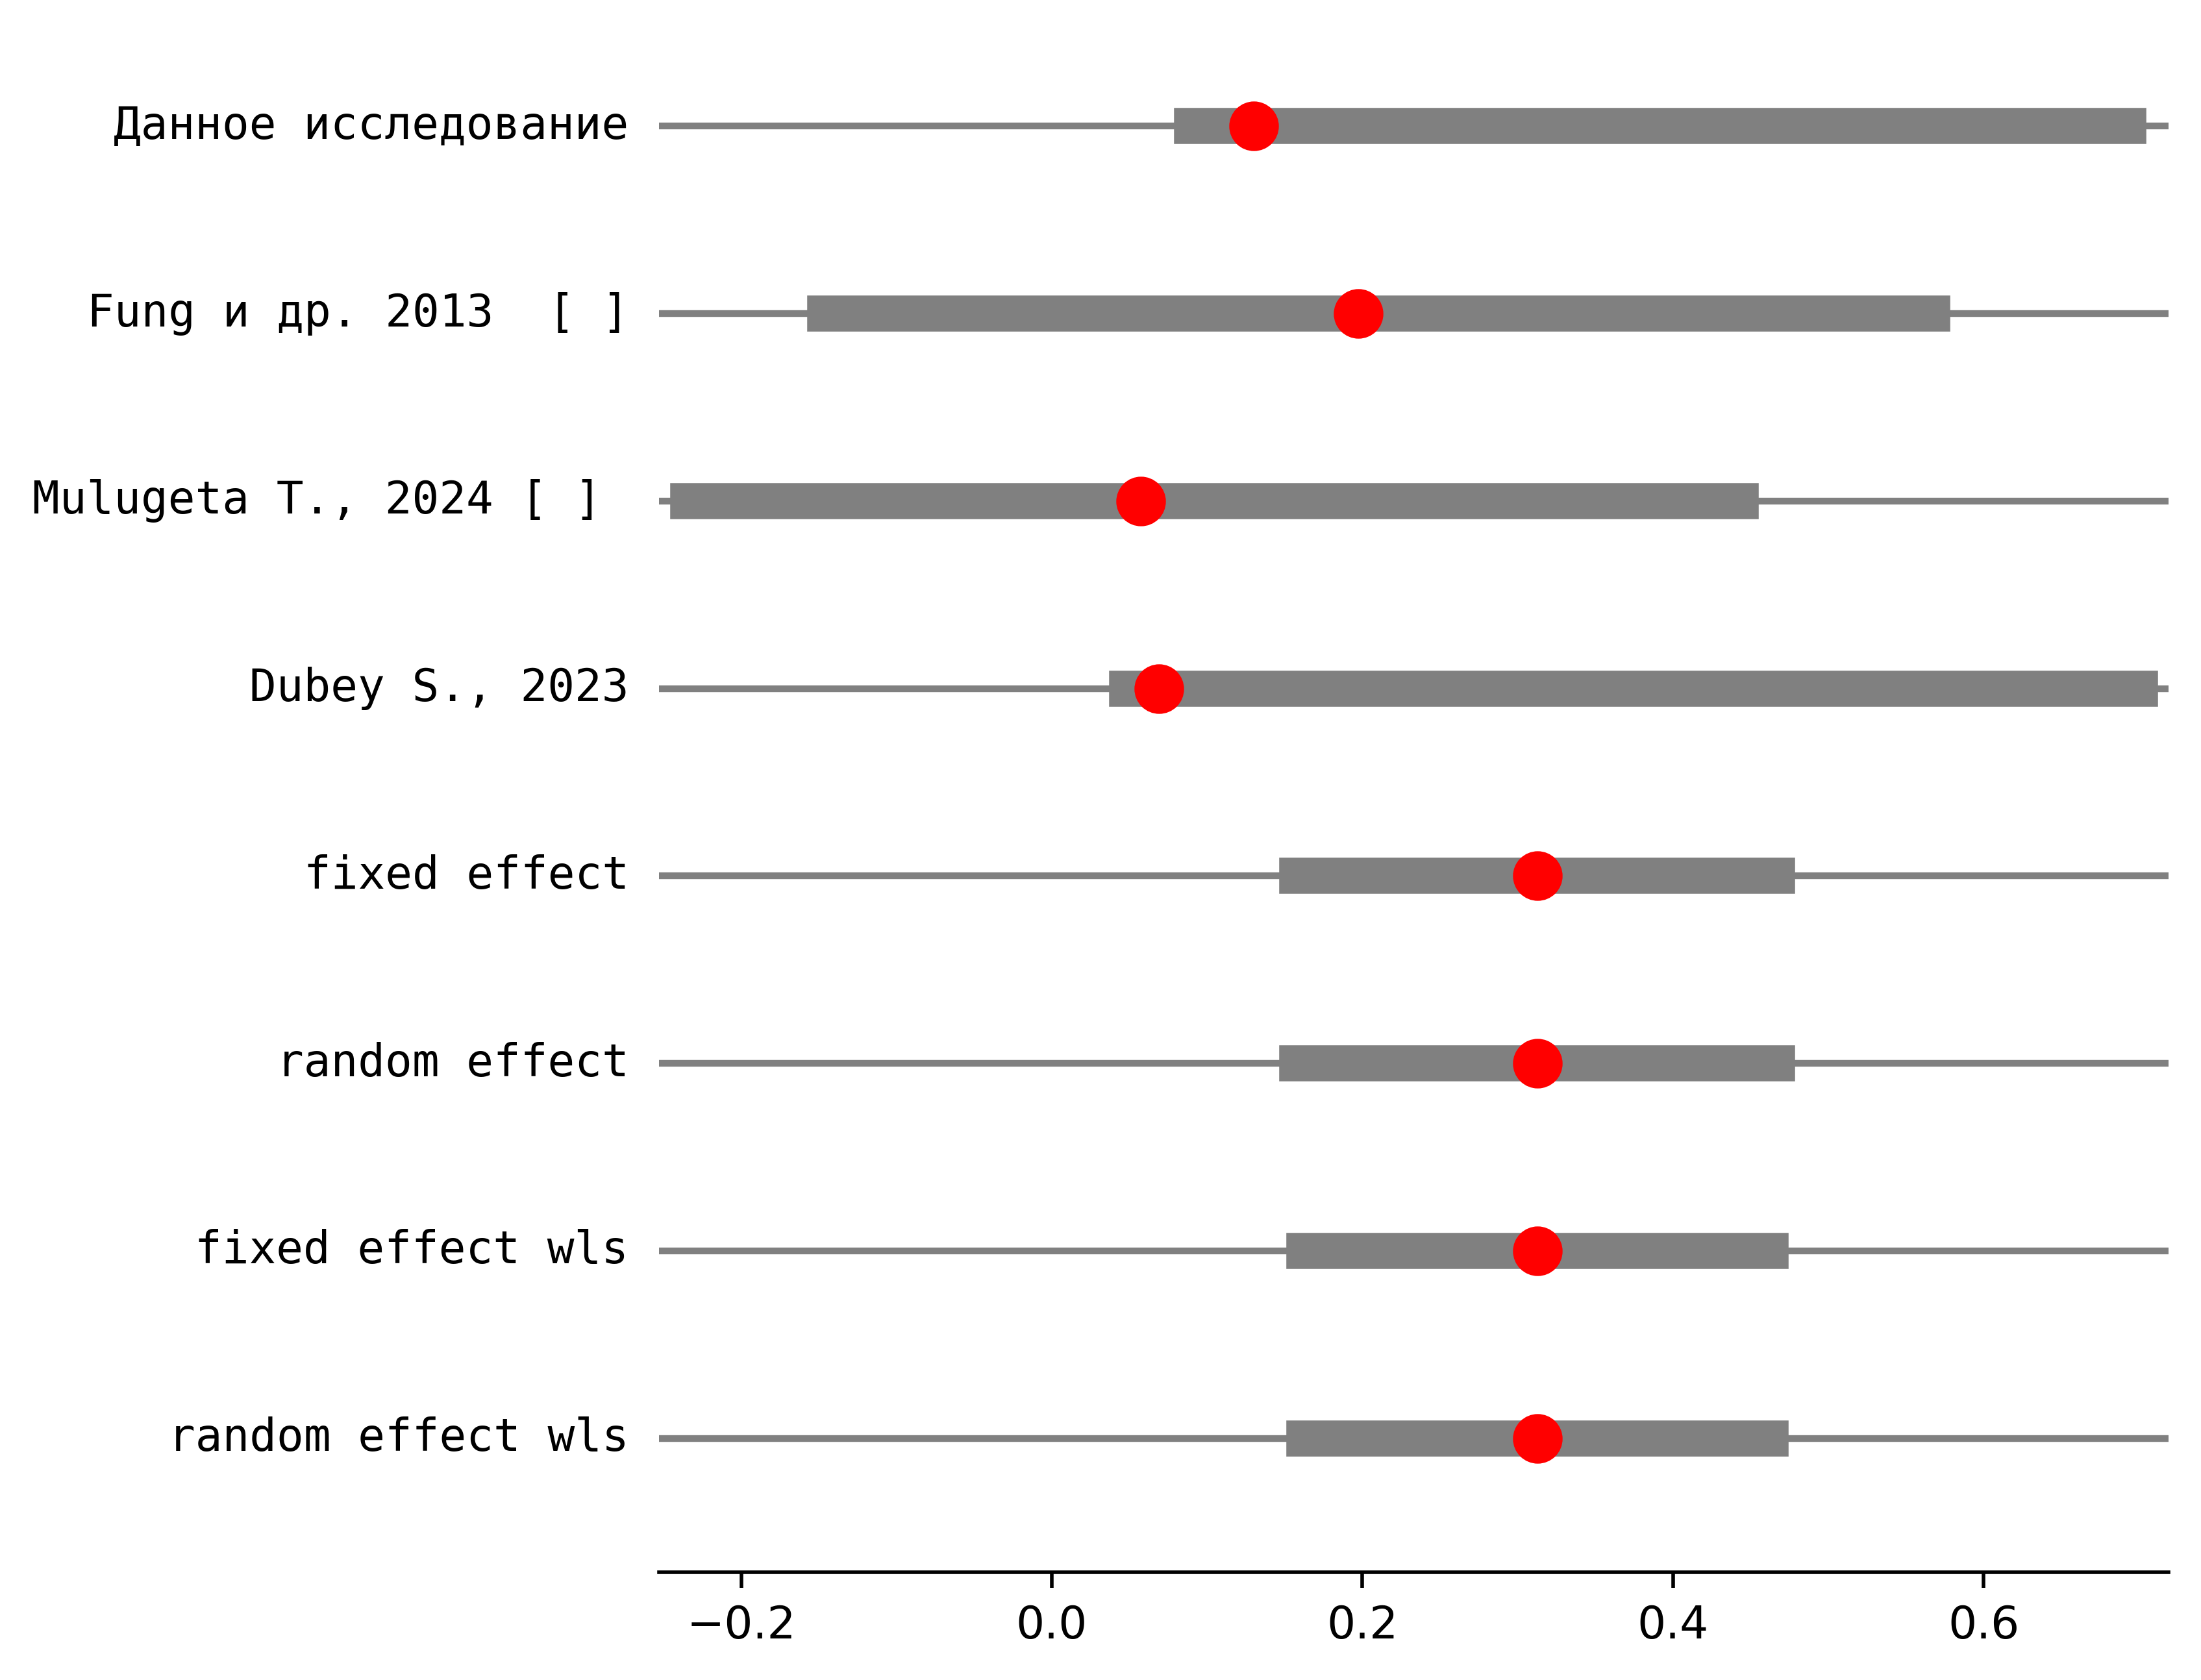 Данное исследование
Fung и др. 2013  [ ]
Mulugeta T., 2024 [ ]
Dubey S., 2023
fixed effect
random effect
fixed effect wls
random effect wls
−0.2 0.0 0.2 0.4 0.6